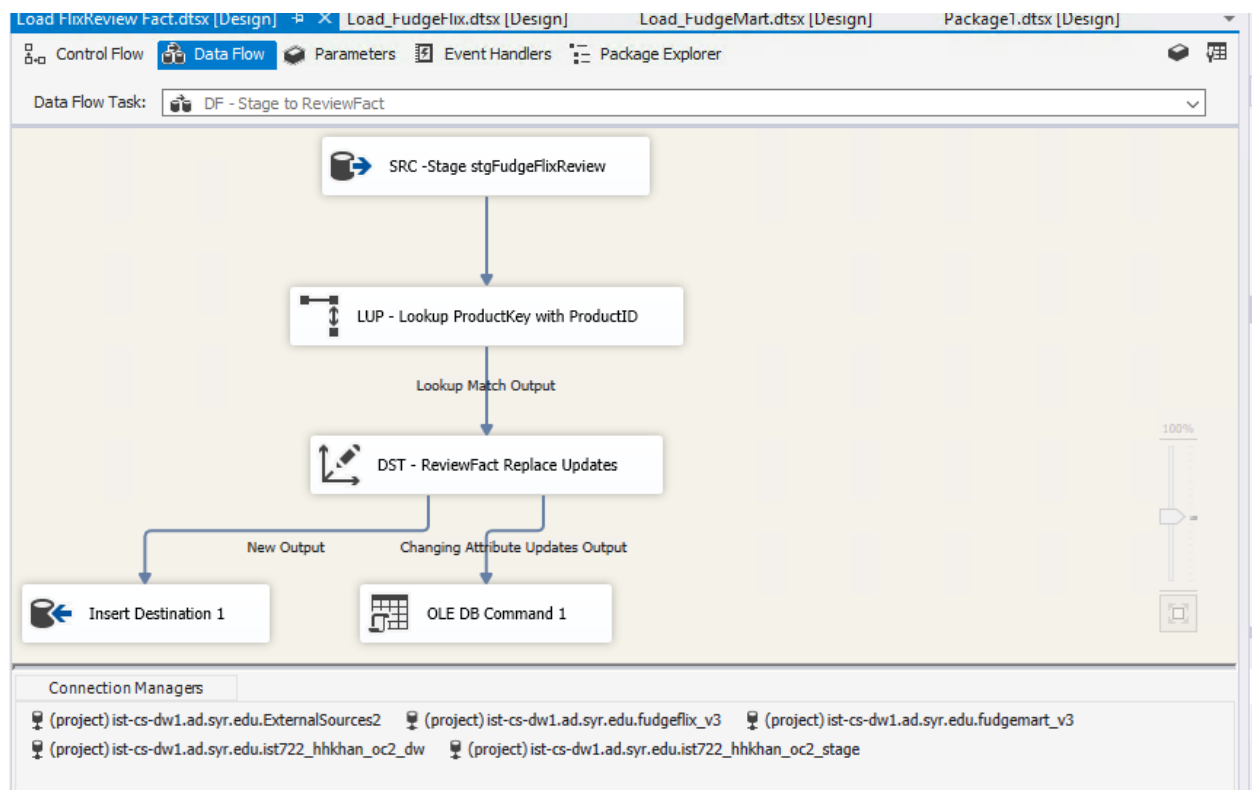 Load FlixReview Fact.dtsx [Design] Load_FudgeFlix.dtsx [Design] Load_FudgeMart.dtsx [Design] Package1.dtsx [Design]
Control Flow Data Flow Parameters Event Handlers Package Explorer
Data Flow Task: DF - Stage to ReviewFact
SRC -Stage stgFudgeFlixReview
LUP - Lookup ProductKey with ProductID
Lookup Match Output
100%
DST - ReviewFact Replace Updates
New Output Changing Attribute Updates Output
Insert Destination 1 OLE DB Command 1
Connection Managers
(project) ist-cs-dw1.ad.syr.edu.ExternalSources2 (project) ist-cs-dw1.ad.syr.edu.fudgeflix_v3 (project) ist-cs-dw1.ad.syr.edu.fudgemart_v3
(project) ist-cs-dw1.ad.syr.edu.ist722_hhkhan_oc2_dw (project) ist-cs-dw1.ad.syr.edu.ist722_hhkhan_oc2_stage